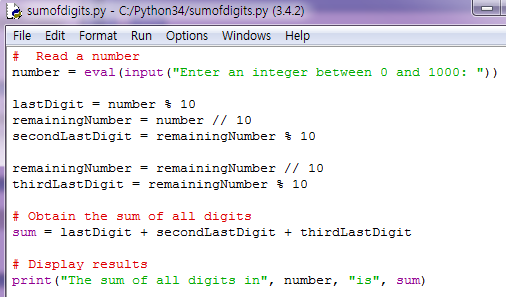 sumofdigits.py - C:/Python34/sumofdigits.py (3.4.2)
File Edit Format Run Options Windows Help
#  Read a number
number = eval(input("Enter an integer between 0 and 1000: "))

lastDigit = number % 10
remainingNumber = number // 10
secondLastDigit = remainingNumber % 10

remainingNumber = remainingNumber // 10
thirdLastDigit = remainingNumber % 10

# Obtain the sum of all digits
sum = lastDigit + secondLastDigit + thirdLastDigit

# Display results
print("The sum of all digits in", number, "is", sum)